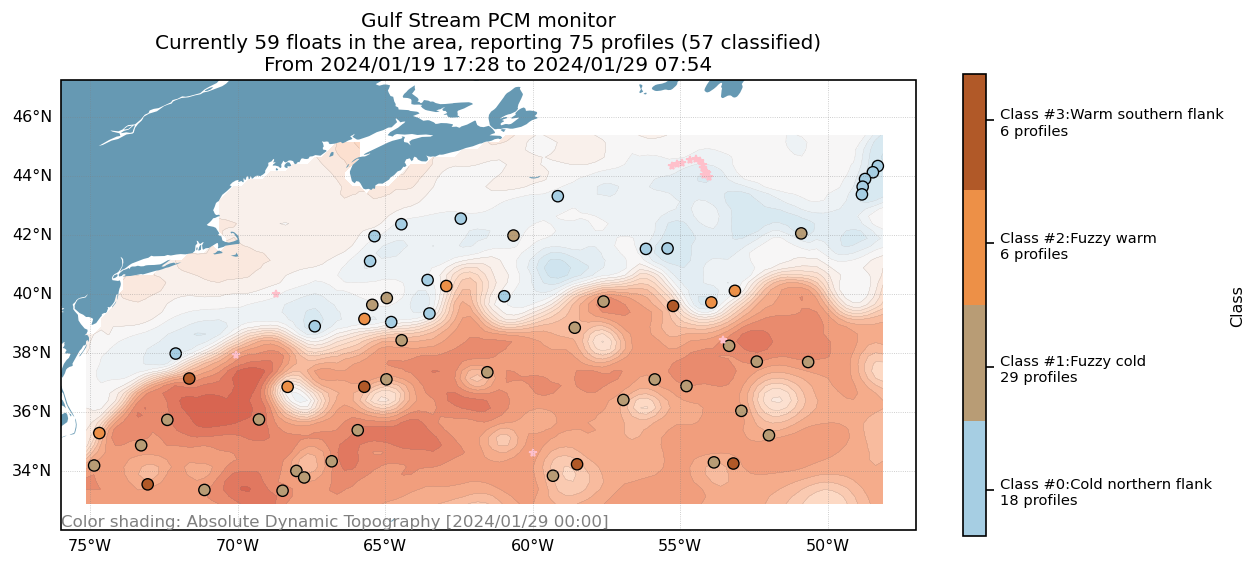 Gulf Stream PCM monitor
Currently 59 floats in the area, reporting 75 profiles (57 classified)
From 2024/01/19 17:28 to 2024/01/29 07:54
46°N
44°N
42°N
40°N
38°N
36°N
34°N
Color shading: Absolute Dynamic Topography [2024/01/29 00:00]
75°W
70°W
65°W
60°W
55°W
50°W
Class #3:Warm southern flank
6 profiles
Class #2:Fuzzy warm
6 profiles
Class #1:Fuzzy cold
29 profiles
Class #0:Cold northern flank
18 profiles
Class